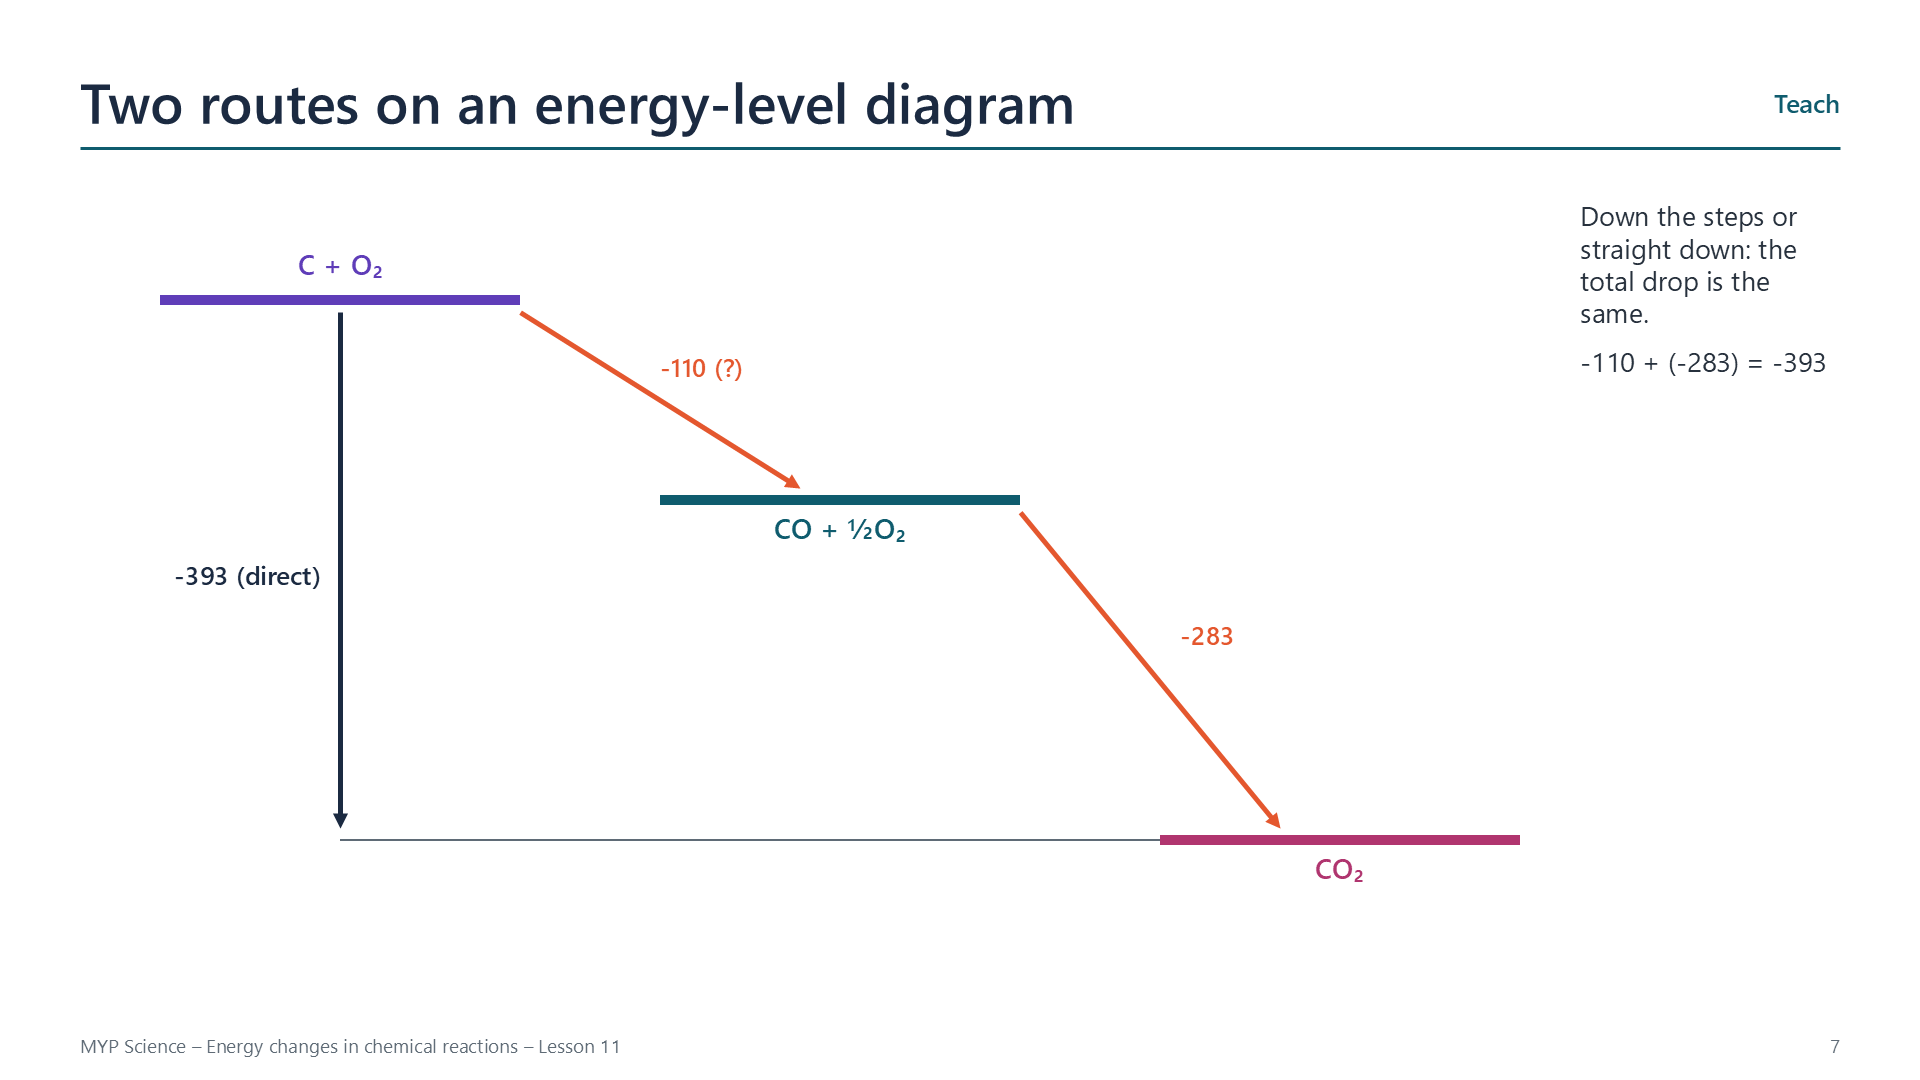 Two routes on an energy-level diagram
Teach
Down the steps or
straight down: the
total drop is the
same.
-110 + (-283) = -393
C + O₂
-110 (?)
CO + ½O₂
-393 (direct)
-283
CO₂
MYP Science – Energy changes in chemical reactions – Lesson 11
7